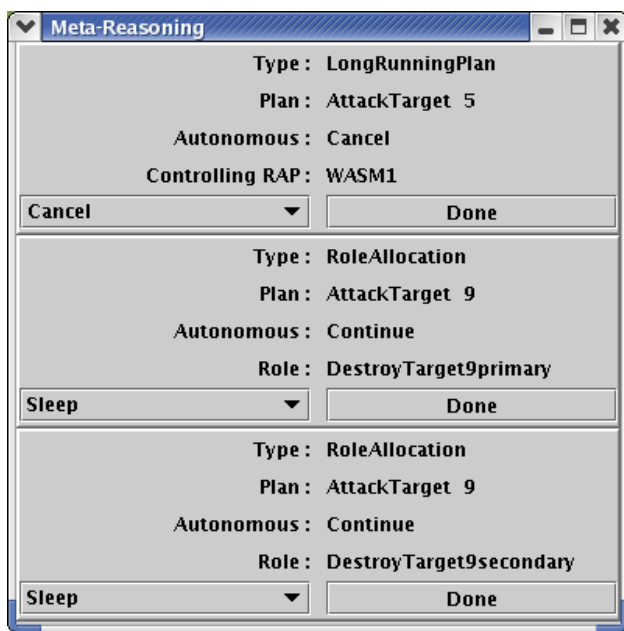 Meta-Reasoning
Type : LongRunningPlan
Plan : AttackTarget 5
Autonomous : Cancel
Controlling RAP : WASM1
Cancel Done
Type : RoleAllocation
Plan : AttackTarget 9
Autonomous : Continue
Role : DestroyTarget9primary
Sleep Done
Type : RoleAllocation
Plan : AttackTarget 9
Autonomous : Continue
Role : DestroyTarget9secondary
Sleep Done